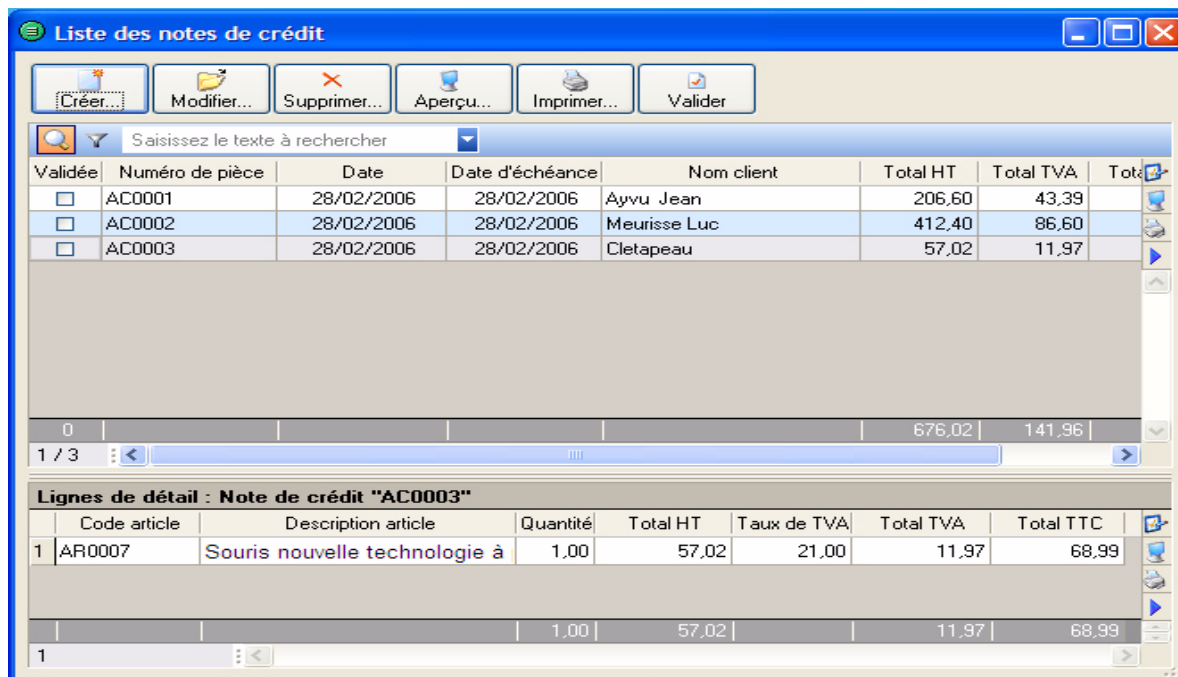 Liste des notes de crédit
Créer... Modifier... Supprimer... Aperçu... Imprimer... Valider
Saisissez le texte à rechercher
Validée Numéro de pièce Date Date d'échéance Nom client Total HT Total TVA Tota
AC0001 28/02/2006 28/02/2006 Ayvu Jean 206,60 43,39
AC0002 28/02/2006 28/02/2006 Meurisse Luc 412,40 86,60
AC0003 28/02/2006 28/02/2006 Cletapeau 57,02 11,97
0 676,02 141,96
1 / 3
Lignes de détail : Note de crédit "AC0003"
Code article Description article Quantité Total HT Taux de TVA Total TVA Total TTC
1 AR0007 Souris nouvelle technologie à 1,00 57,02 21,00 11,97 68,99
1,00 57,02 11,97 68,99
1